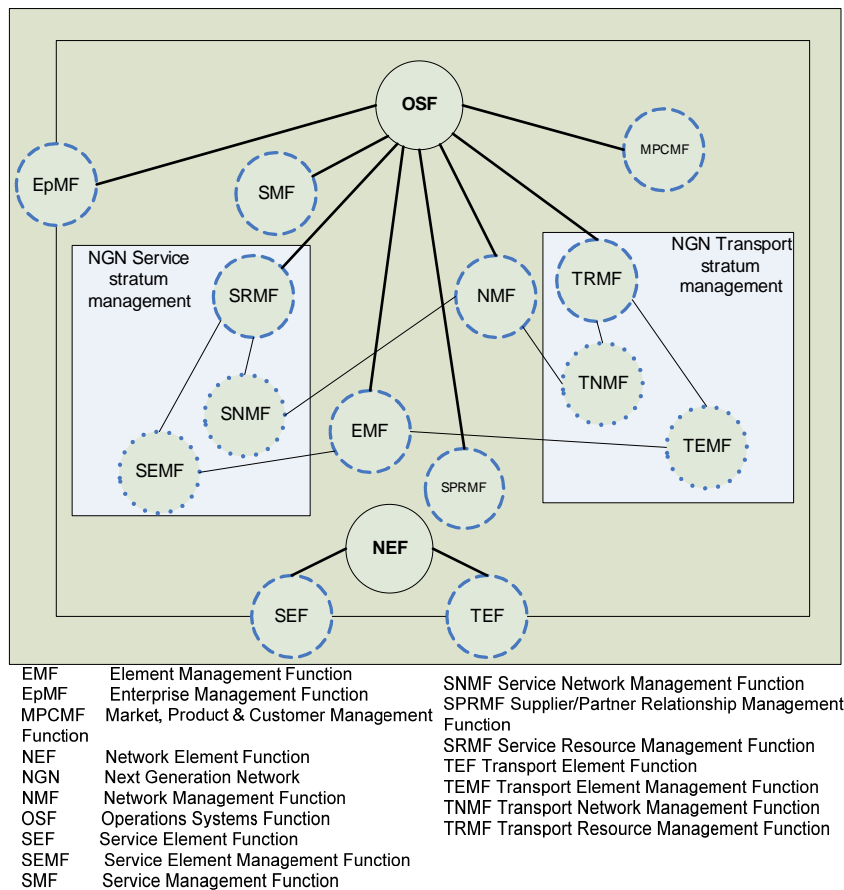 OSF
MPCMF
EpMF
SMF
NGN Service
stratum
management
NGN Transport
stratum
management
SRMF
NMF
TRMF
SNMF
TNMF
EMF
SEMF
TEMF
SPRMF
NEF
SEF
TEF
EMF Element Management Function
EpMF Enterprise Management Function
MPCMF Market, Product & Customer Management
Function
NEF Network Element Function
NGN Next Generation Network
NMF Network Management Function
OSF Operations Systems Function
SEF Service Element Function
SEMF Service Element Management Function
SMF Service Management Function
SNMF Service Network Management Function
SPRMF Supplier/Partner Relationship Management
Function
SRMF Service Resource Management Function
TEF Transport Element Function
TEMF Transport Element Management Function
TNMF Transport Network Management Function
TRMF Transport Resource Management Function